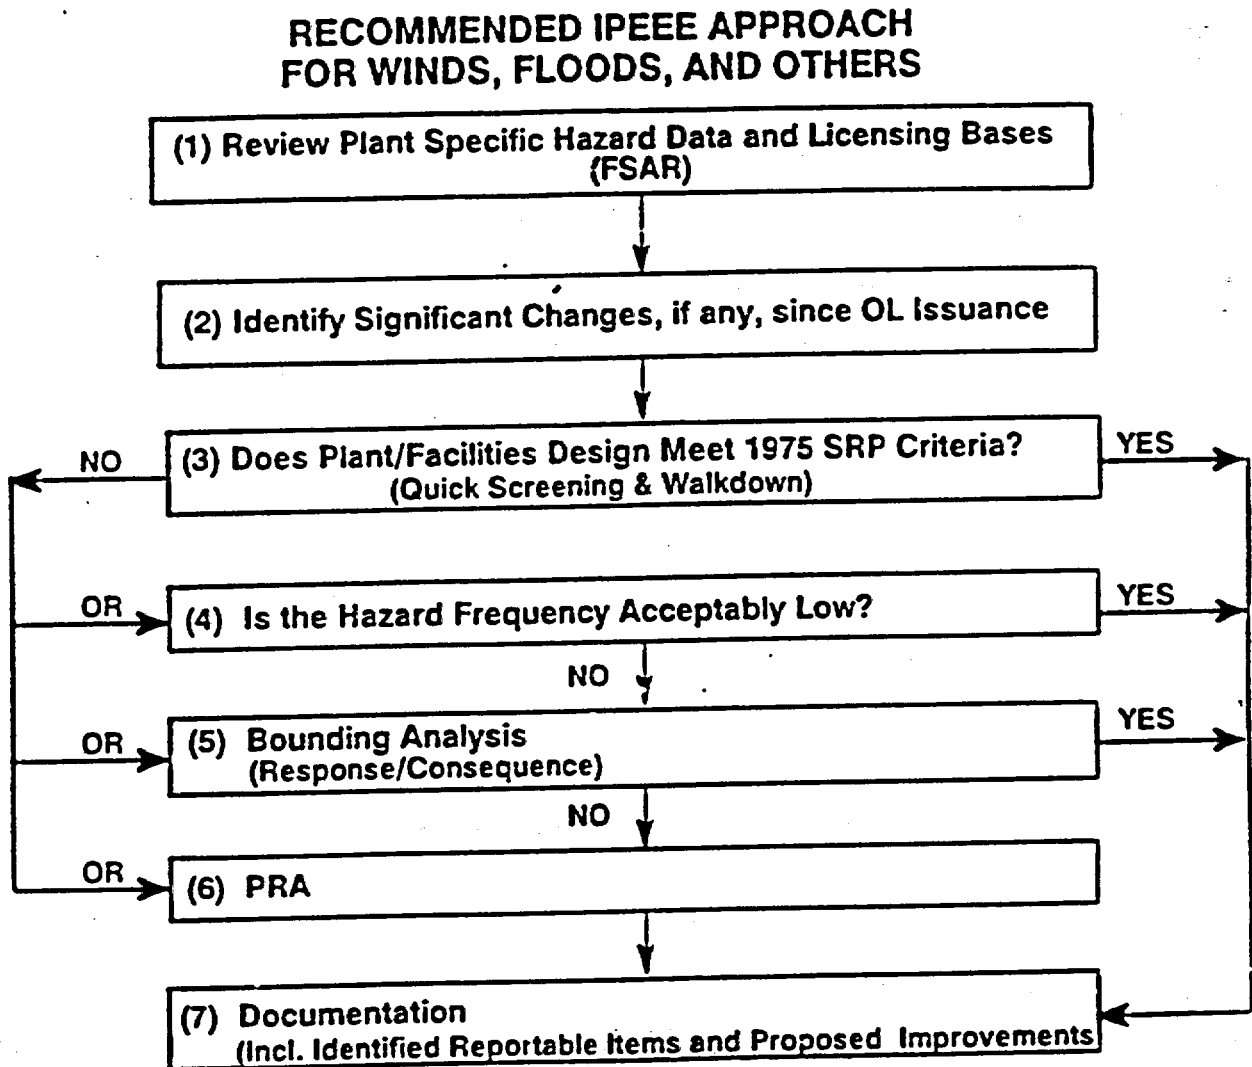 RECOMMENDED IPEEE APPROACH
FOR WINDS, FLOODS, AND OTHERS
(1) Review Plant Specific Hazard Data and Licensing Bases
(FSAR)
(2) Identify Significant Changes, if any, since OL Issuance
NO
(3) Does Plant/Facilities Design Meet 1975 SRP Criteria?
(Quick Screening & Walkdown)
YES
OR
(4) Is the Hazard Frequency Acceptably Low?
YES
NO
OR
(5) Bounding Analysis
(Response/Consequence)
YES
NO
OR
(6) PRA
(7) Documentation
(Incl. Identified Reportable Items and Proposed Improvements